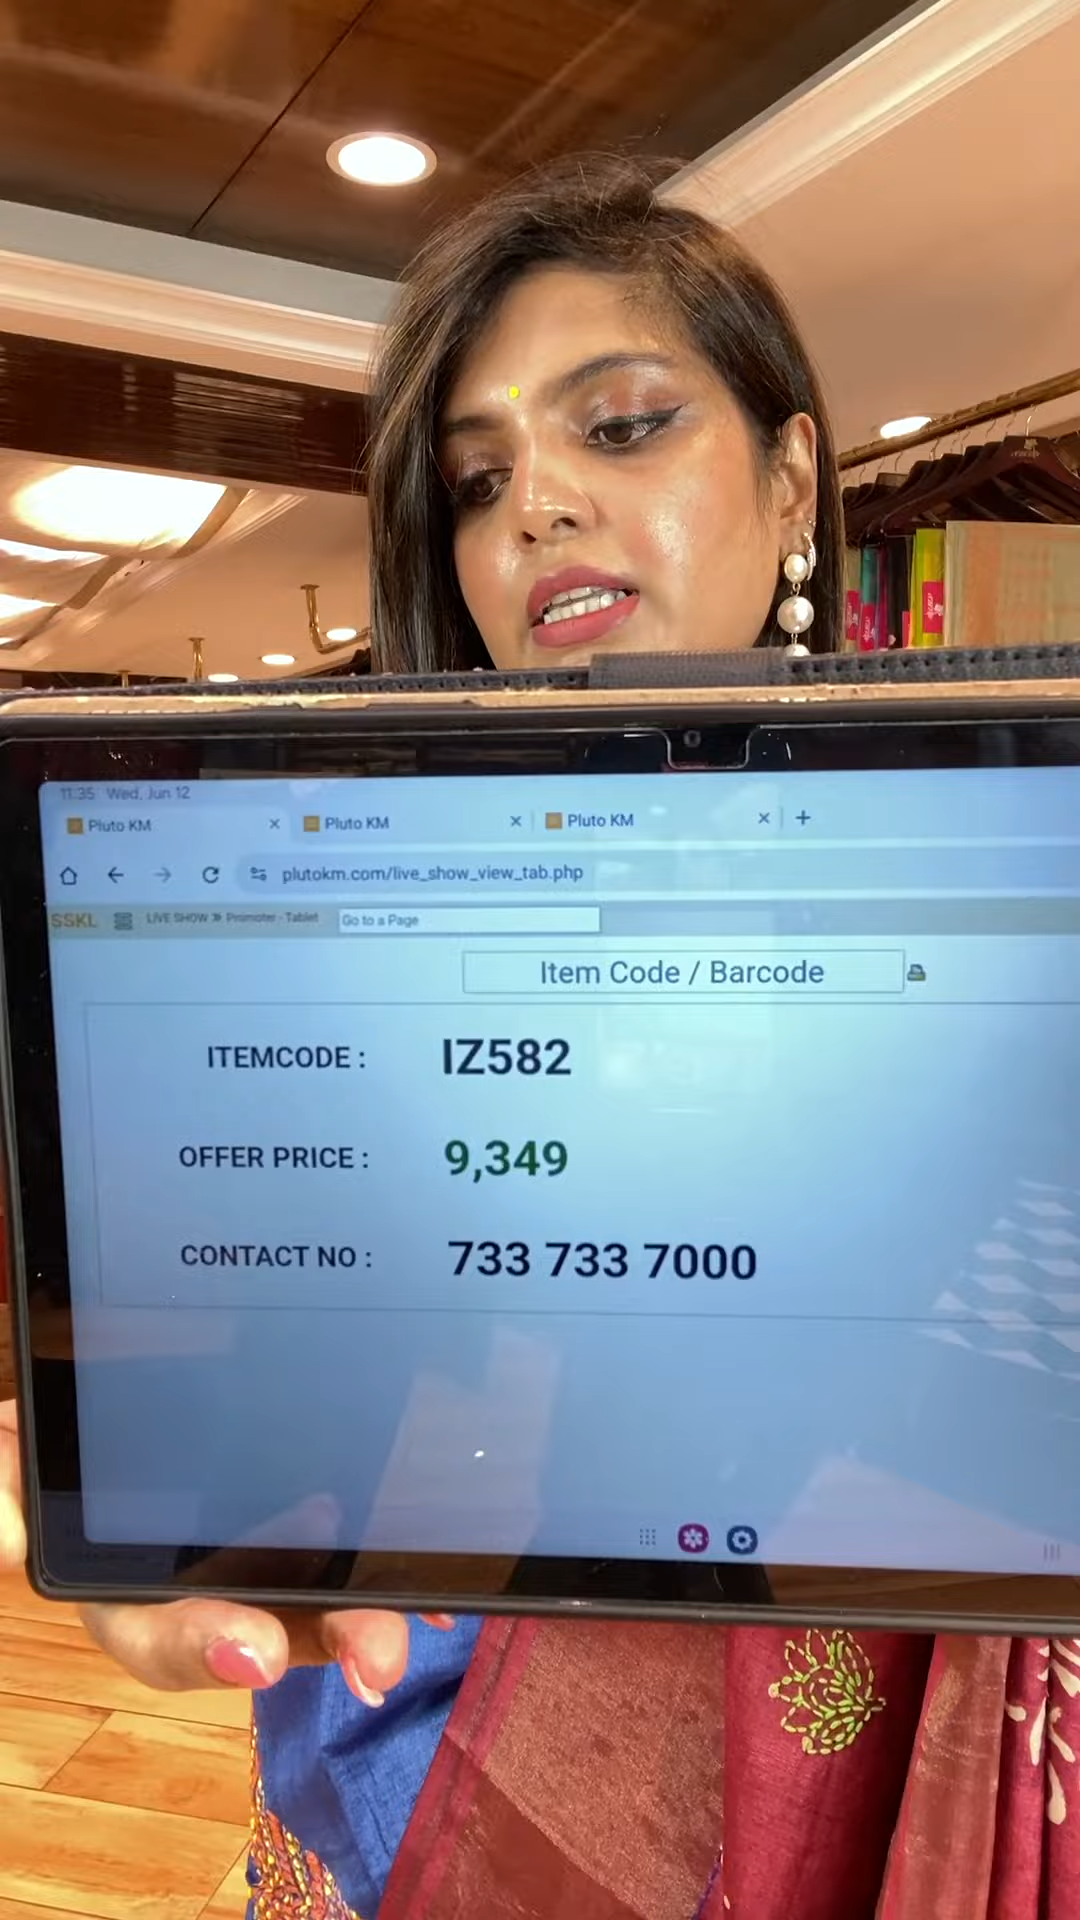 11:35 Wed, Jun 12
Pluto KM × Pluto KM × Pluto KM × +
plutokm.com/live_show_view_tab.php
SSKL LIVE SHOW » Promoter - Tablet Go to a Page
Item Code / Barcode
ITEMCODE : IZ582
OFFER PRICE : 9,349
CONTACT NO : 733 733 7000